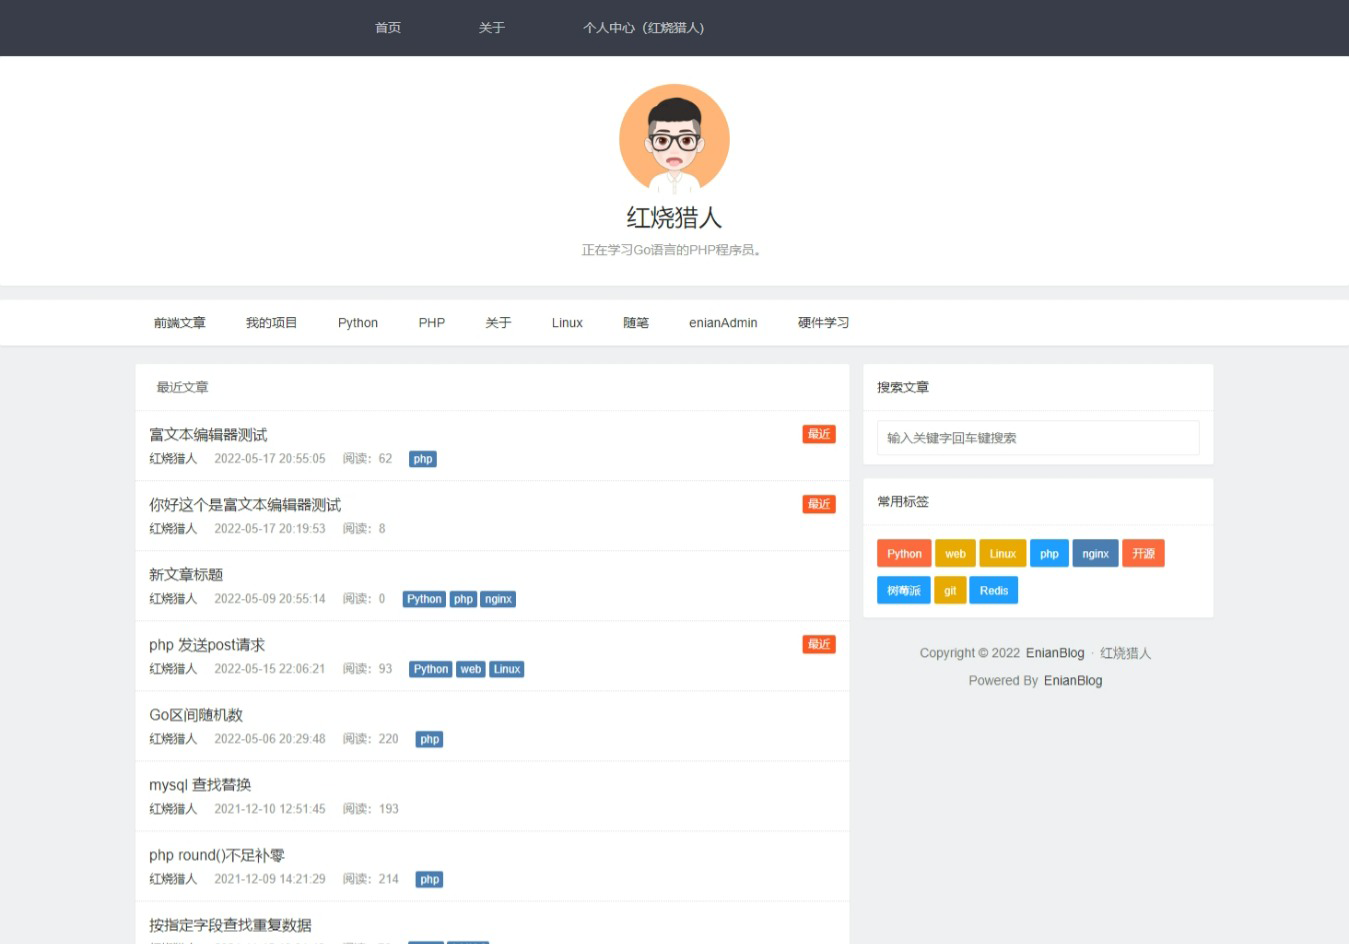 首页 关于 个人中心（红烧猎人）
红烧猎人
正在学习Go语言的PHP程序员。
前端文章 我的项目 Python PHP 关于 Linux 随笔 enianAdmin 硬件学习
最近文章
富文本编辑器测试 最近
红烧猎人 2022-05-17 20:55:05 阅读：62 php
你好这个是富文本编辑器测试 最近
红烧猎人 2022-05-17 20:19:53 阅读：8
新文章标题
红烧猎人 2022-05-09 20:55:14 阅读：0 Python php nginx
php 发送post请求 最近
红烧猎人 2022-05-15 22:06:21 阅读：93 Python web Linux
Go区间随机数
红烧猎人 2022-05-06 20:29:48 阅读：220 php
mysql 查找替换
红烧猎人 2021-12-10 12:51:45 阅读：193
php round()不足补零
红烧猎人 2021-12-09 14:21:29 阅读：214 php
按指定字段查找重复数据
搜索文章
输入关键字回车键搜索
常用标签
Python web Linux php nginx 开源
树莓派 git Redis
Copyright © 2022 EnianBlog · 红烧猎人
Powered By EnianBlog